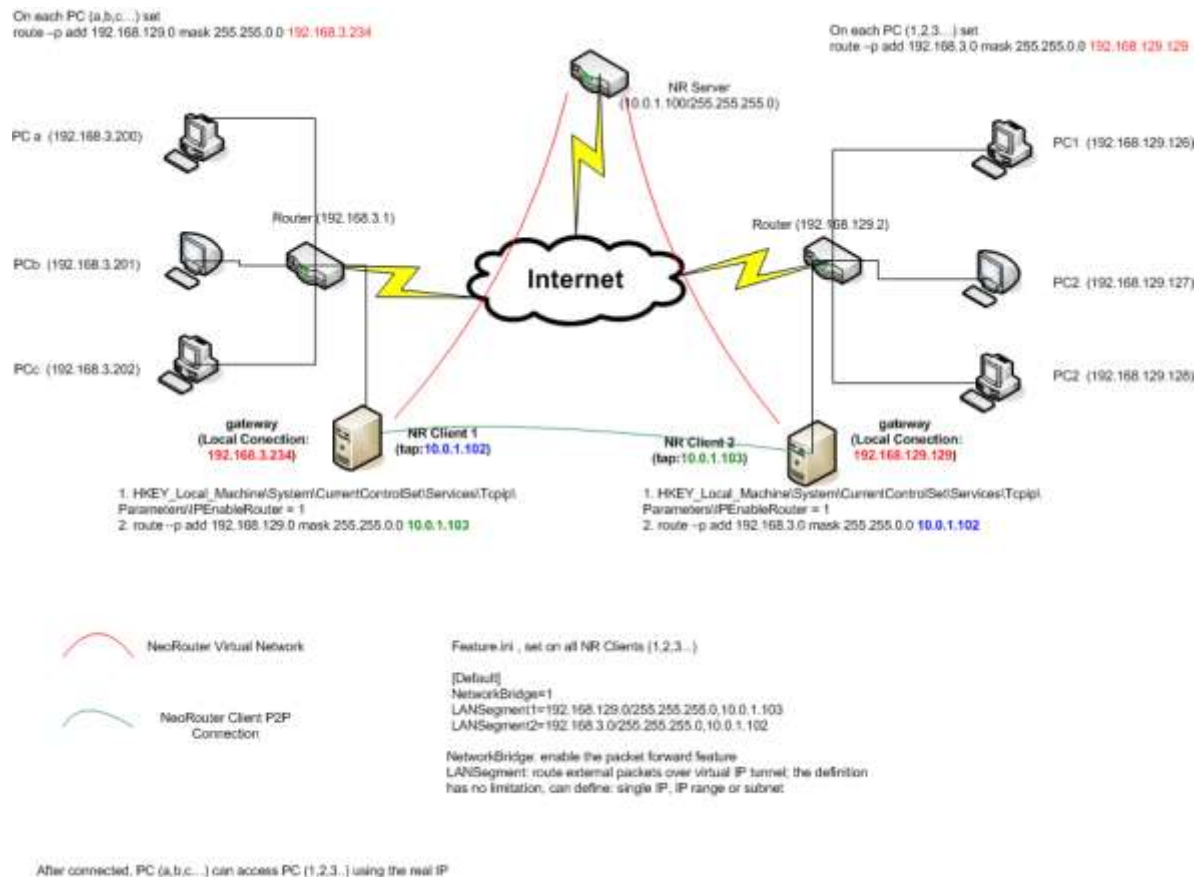 On each PC (a,b,c...) set
route -p add 192.168.129.0 mask 255.255.0.0 192.168.3.234
On each PC (1,2,3...) set
route -p add 192.168.3.0 mask 255.255.0.0 192.168.129.129
NR Server
(10.0.1.100/255.255.255.0)
PC a (192.168.3.200)
PC1 (192.168.129.126)
Router (192.168.3.1)
Router (192.168.129.2)
PCb (192.168.3.201)
Internet
PC2 (192.168.129.127)
PCc (192.168.3.202)
PC2 (192.168.129.128)
gateway
(Local Conection:
192.168.3.234)
NR Client 1
(tap:10.0.1.102)
NR Client 2
(tap:10.0.1.103)
gateway
(Local Conection:
192.168.129.129)
1. HKEY_Local_Machine\System\CurrentControlSet\Services\Tcpip\
Parameters\IPEnableRouter = 1
2. route -p add 192.168.129.0 mask 255.255.0.0 10.0.1.103
1. HKEY_Local_Machine\System\CurrentControlSet\Services\Tcpip\
Parameters\IPEnableRouter = 1
2. route -p add 192.168.3.0 mask 255.255.0.0 10.0.1.102
NeoRouter Virtual Network
NeoRouter Client P2P
Connection
Feature.ini , set on all NR Clients (1,2,3...)
[Default]
NetworkBridge=1
LANSegment1=192.168.129.0/255.255.255.0,10.0.1.103
LANSegment2=192.168.3.0/255.255.255.0,10.0.1.102
NetworkBridge: enable the packet forward feature
LANSegment: route external packets over virtual IP tunnel; the definition
has no limitation, can define: single IP, IP range or subnet
After connected, PC (a,b,c...) can access PC (1,2,3..) using the real IP